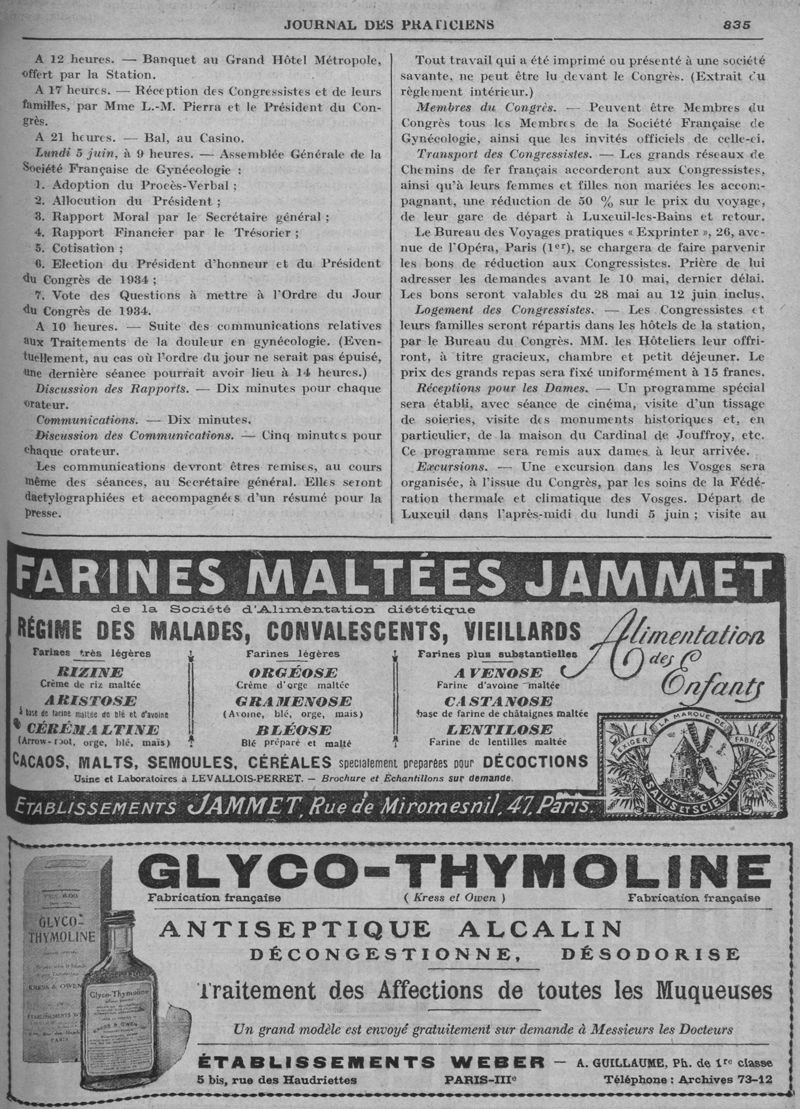 JOURNAL DES PRATICIENS 835
A 12 heures. — Banquet au Grand Hôtel Métropole,
offert par la Station.
A 17 heures. — Réception des Congressistes et de leurs
familles, par Mme L.-M. Pierra et le Président du Con-
grès.
A 21 heures. — Bal, au Casino.
Lundi 5 juin, à 9 heures. — Assemblée Générale de la
Société Française de Gynécologie :
1. Adoption du Procès-Verbal ;
2. Allocution du Président ;
3. Rapport Moral par le Secrétaire général ;
4. Rapport Financier par le Trésorier ;
5. Cotisation ;
6. Election du Président d'honneur et du Président
du Congrès de 1934 ;
7. Vote des Questions à mettre à l'Ordre du Jour
du Congrès de 1934.
A 10 heures. — Suite des communications relatives
aux Traitements de la douleur en gynécologie. (Even-
tuellement, au cas où l'ordre du jour ne serait pas épuisé,
une dernière séance pourrait avoir lieu à 14 heures.)
Discussion des Rapports. — Dix minutes pour chaque
orateur.
Communications. — Dix minutes.
Discussion des Communications. — Cinq minutes pour
chaque orateur.
Les communications devront êtres remises, au cours
même des séances, au Secrétaire général. Elles seront
dactylographiées et accompagnées d'un résumé pour la
presse.
Tout travail qui a été imprimé ou présenté à une société
savante, ne peut être lu devant le Congrès. (Extrait du
règlement intérieur.)
Membres du Congrès. — Peuvent être Membres du
Congrès tous les Membres de la Société Française de
Gynécologie, ainsi que les invités officiels de celle-ci.
Transport des Congressistes. — Les grands réseaux de
Chemins de fer français accorderont aux Congressistes,
ainsi qu'à leurs femmes et filles non mariées les accom-
pagnant, une réduction de 50 % sur le prix du voyage,
de leur gare de départ à Luxeuil-les-Bains et retour.
Le Bureau des Voyages pratiques « Exprinter », 26, ave-
nue de l'Opéra, Paris (1er), se chargera de faire parvenir
les bons de réduction aux Congressistes. Prière de lui
adresser les demandes avant le 10 mai, dernier délai.
Les bons seront valables du 28 mai au 12 juin inclus.
Logement des Congressistes. — Les Congressistes et
leurs familles seront répartis dans les hôtels de la station,
par le Bureau du Congrès. MM. les Hôteliers leur offri-
ront, à titre gracieux, chambre et petit déjeuner. Le
prix des grands repas sera fixé uniformément à 15 francs.
Réceptions pour les Dames. — Un programme spécial
sera établi, avec séance de cinéma, visite d'un tissage
de soieries, visite des monuments historiques et, en
particulier, de la maison du Cardinal de Jouffroy, etc.
Ce programme sera remis aux dames à leur arrivée.
Excursions. — Une excursion dans les Vosges sera
organisée, à l'issue du Congrès, par les soins de la Fédé-
ration thermale et climatique des Vosges. Départ de
Luxeuil dans l'après-midi du lundi 5 juin ; visite au
FARINES MALTÉES JAMMET
de la Société d'Alimentation diététique
RÉGIME DES MALADES, CONVALESCENTS, VIEILLARDS
Alimentation
des
Enfants
Farines très légères
RIZINE
Crème de riz maltée
ARISTOSE
à base de farine maltée de blé et d'avoine
CÉRÉMALTINE
(Arrow-root, orge, blé, maïs)
Farines légères
ORGÉOSE
Crème d'orge maltée
GRAMENOSE
(Avoine, blé, orge, maïs)
BLÉOSE
Blé préparé et malté
Farines plus substantielles
AVENOSE
Farine d'avoine maltée
CASTANOSE
base de farine de châtaignes maltée
LENTILOSE
Farine de lentilles maltée
CACAOS, MALTS, SEMOULES, CÉRÉALES spécialement préparées pour DÉCOCTIONS
Usine et Laboratoires à LEVALLOIS-PERRET. — Brochure et Échantillons sur demande.
EXIGER LA MARQUE DE FABRIQUE
SALUS ET SCIENTIA
ETABLISSEMENTS JAMMET, Rue de Miromesnil, 47, Paris.
GLYCO-THYMOLINE
Fabrication française (Kress et Owen) Fabrication française
ANTISEPTIQUE ALCALIN
DÉCONGESTIONNE, DÉSODORISE
Traitement des Affections de toutes les Muqueuses
Un grand modèle est envoyé gratuitement sur demande à Messieurs les Docteurs
ÉTABLISSEMENTS WEBER — A. GUILLAUME, Ph. de 1re classe
5 bis, rue des Haudriettes PARIS-IIIe Téléphone : Archives 73-12
GLYCO-
THYMOLINE
KRESS & OWEN
PARIS
Glyco-Thymoline
KRESS & OWEN